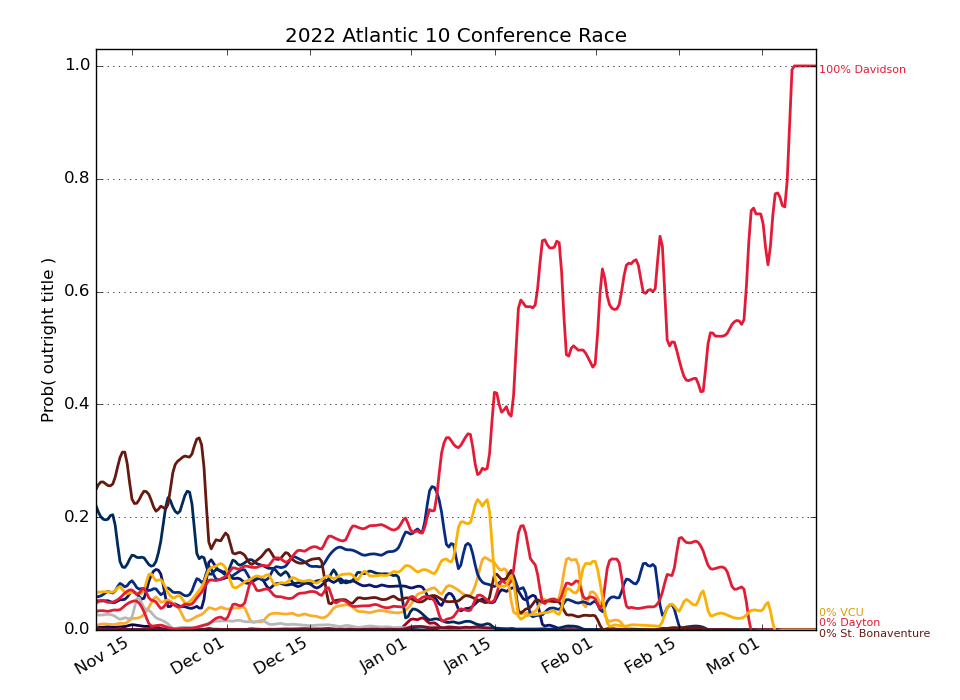 2022 Atlantic 10 Conference Race
Prob( outright title )
1.0
0.8
0.6
0.4
0.2
0.0
Nov 15
Dec 01
Dec 15
Jan 01
Jan 15
Feb 01
Feb 15
Mar 01
100% Davidson
0% VCU
0% Dayton
0% St. Bonaventure